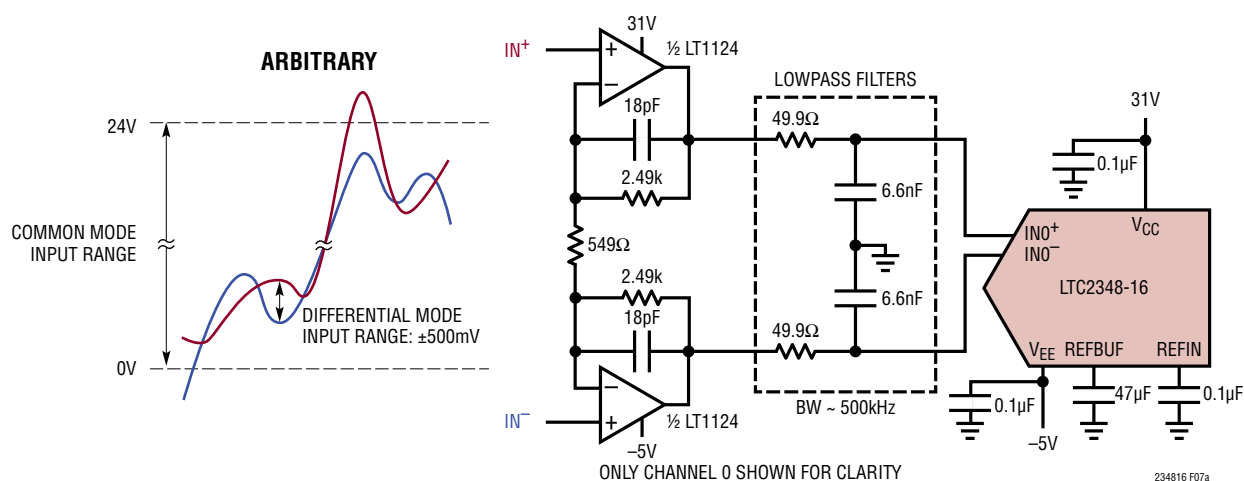 ARBITRARY
24V
COMMON MODE
INPUT RANGE
DIFFERENTIAL MODE
INPUT RANGE: ±500mV
0V
IN+
31V
½ LT1124
18pF
2.49k
549Ω
2.49k
18pF
IN–
½ LT1124
–5V
LOWPASS FILTERS
49.9Ω
6.6nF
6.6nF
49.9Ω
BW ~ 500kHz
31V
0.1µF
VCC
IN0+
IN0–
LTC2348-16
VEE
REFBUF
REFIN
0.1µF
47µF
0.1µF
–5V
ONLY CHANNEL 0 SHOWN FOR CLARITY
234816 F07a